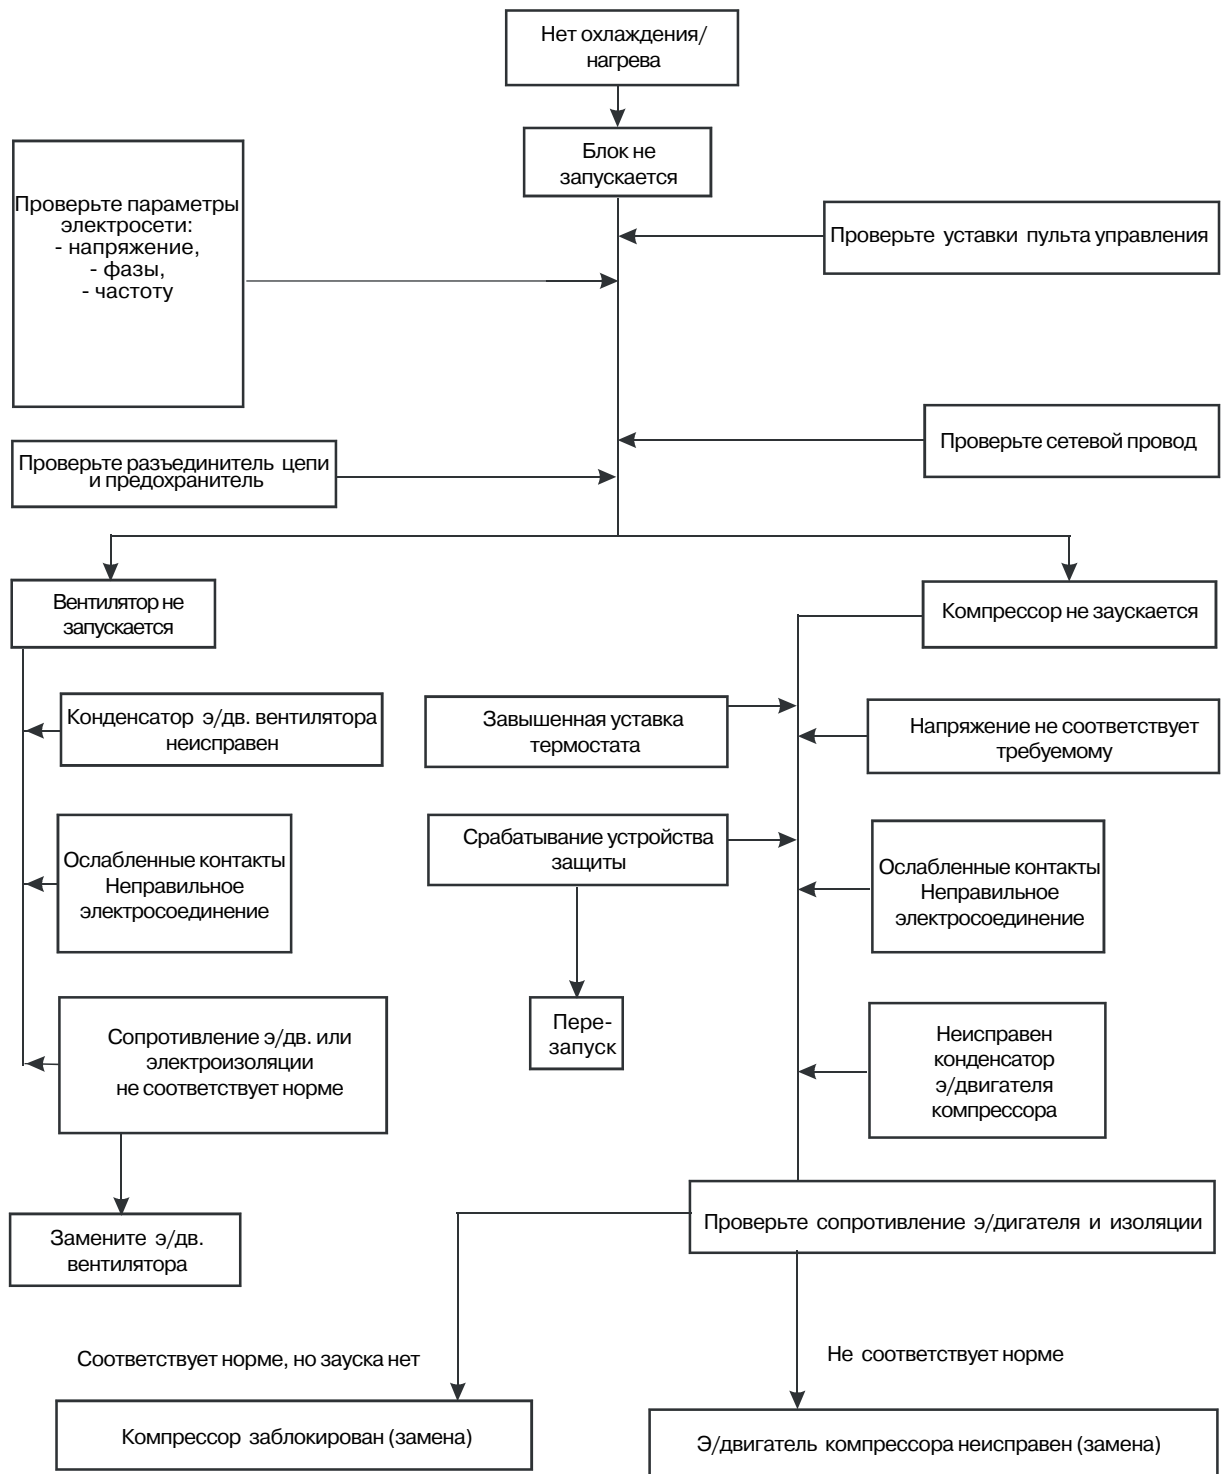 Нет охлаждения/
нагрева
Блок не
запускается
Проверьте параметры
электросети:
- напряжение,
- фазы,
- частоту
Проверьте уставки пульта управления
Проверьте сетевой провод
Проверьте разъединитель цепи
и предохранитель
Вентилятор не
запускается
Компрессор не зауcкается
Конденсатор э/дв. вентилятора
неисправен
Завышенная уставка
термостата
Напряжение не соответствует
требуемому
Срабатывание устройства
защиты
Ослабленные контакты
Неправильное
электросоединение
Ослабленные контакты
Неправильное
электросоединение
Сопротивление э/дв. или
электроизоляции
не соответствует норме
Пере-
запуск
Неисправен
конденсатор
э/двигателя
компрессора
Замените э/дв.
вентилятора
Проверьте сопротивление э/дигателя и изоляции
Соответствует норме, но зауска нет
Не соответствует норме
Компрессор заблокирован (замена)
Э/двигатель компрессора неисправен (замена)